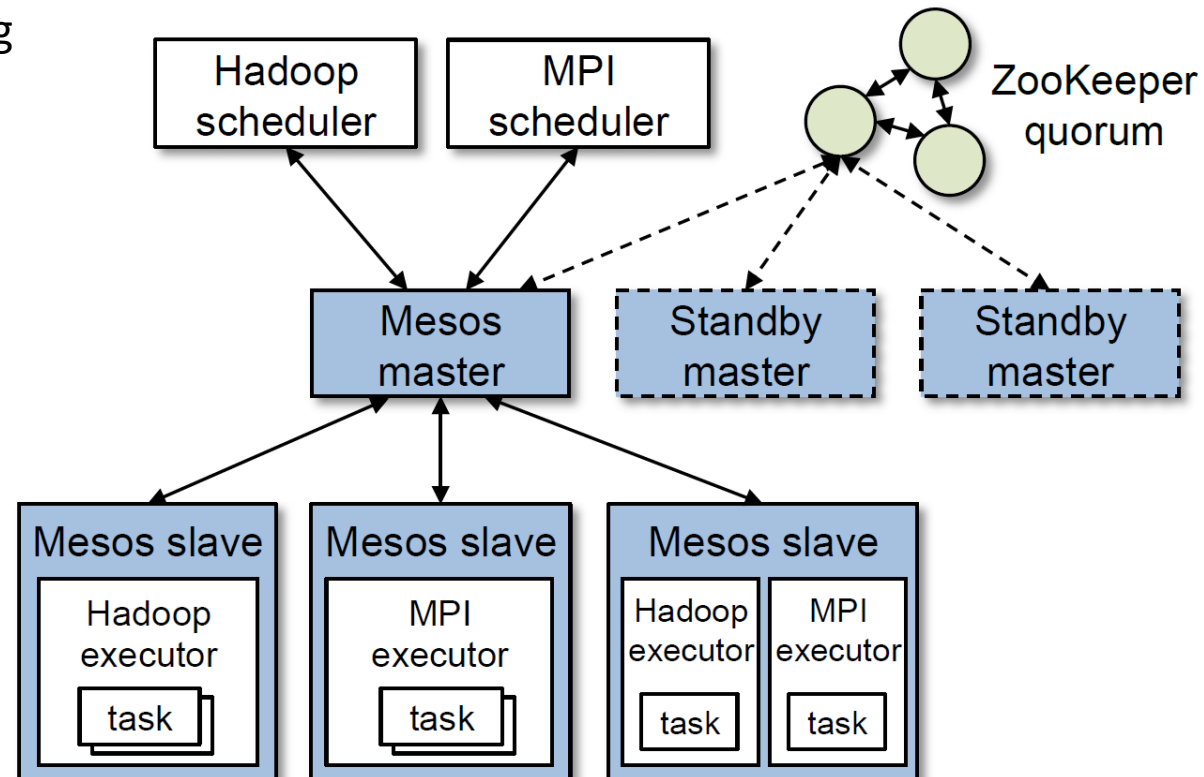 g
Hadoop
scheduler
MPI
scheduler
ZooKeeper
quorum
Mesos
master
Standby
master
Standby
master
Mesos slave
Hadoop
executor
task
Mesos slave
MPI
executor
task
Mesos slave
Hadoop
executor
task
MPI
executor
task